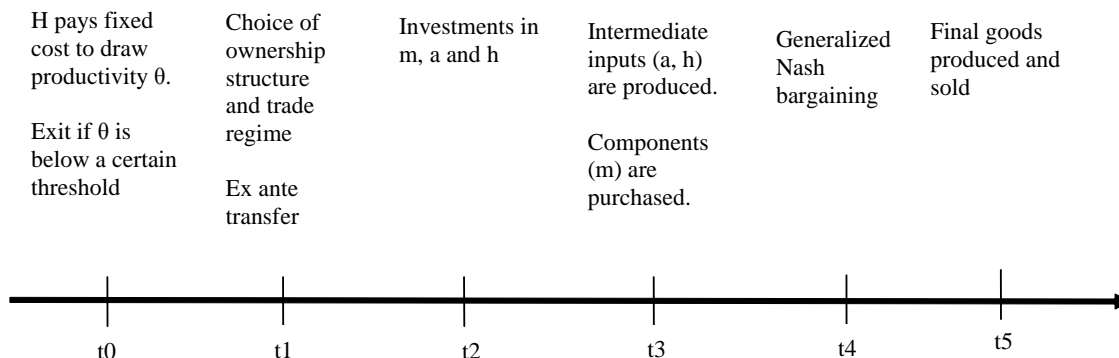 H pays fixed
cost to draw
productivity θ.
Exit if θ is
below a certain
threshold
Choice of
ownership
structure
and trade
regime
Ex ante
transfer
Investments in
m, a and h
Intermediate
inputs (a, h)
are produced.
Components
(m) are
purchased.
Generalized
Nash
bargaining
Final goods
produced and
sold
t0
t1
t2
t3
t4
t5